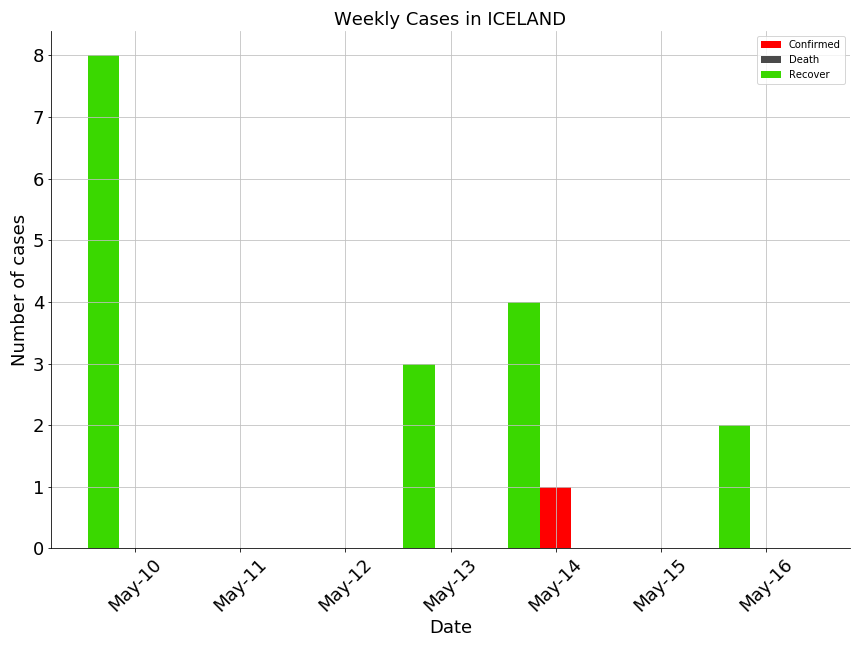 Weekly Cases in ICELAND
Confirmed
Death
Recover
Number of cases
8
7
6
5
4
3
2
1
0
May-10
May-11
May-12
May-13
May-14
May-15
May-16
Date